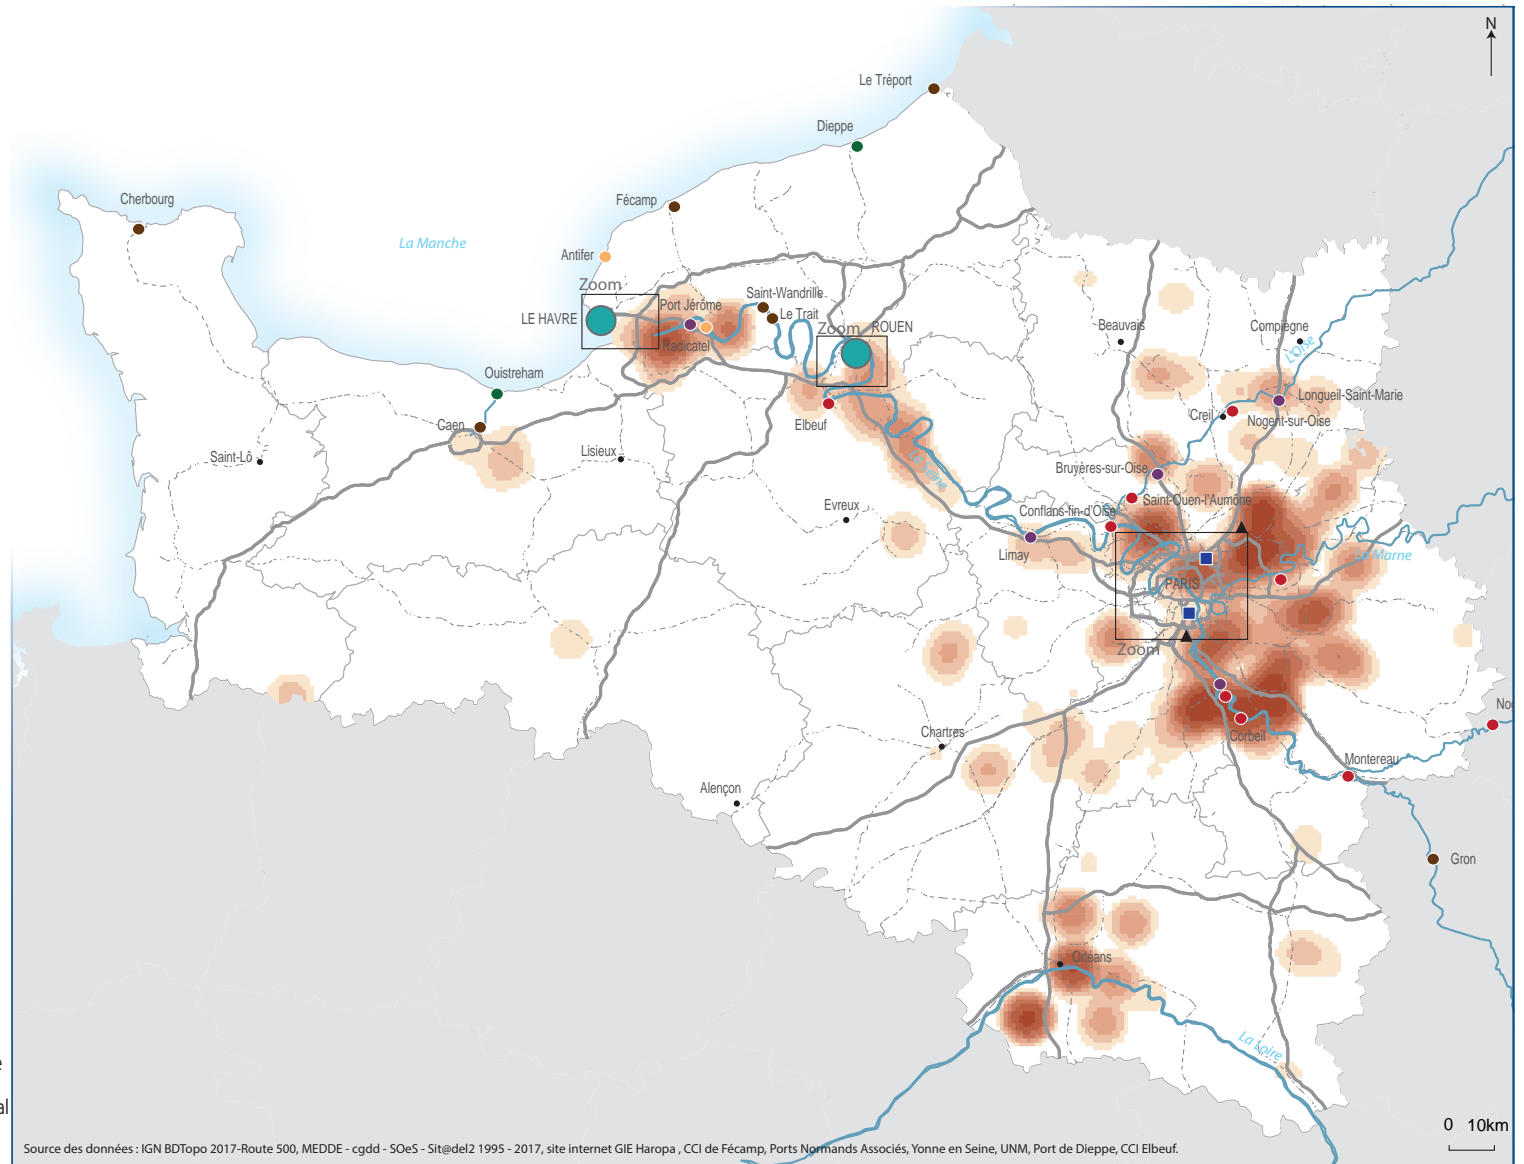 N
Le Tréport
Dieppe
Cherbourg
Fécamp
La Manche
Antifer
Zoom
Saint-Wandrille
Port Jérôme
Le Trait
LE HAVRE
Zoom
ROUEN
Radicatel
Beauvais
Compiègne
L'Oise
Ouistreham
Longueil-Saint-Marie
Creil
Nogent-sur-Oise
Elbeuf
Caen
Saint-Lô
Lisieux
La Seine
Bruyères-sur-Oise
Saint-Ouen-l'Aumône
Evreux
Conflans-fin-d'Oise
Limay
La Marne
PARIS
Zoom
No
Chartres
Corbeil
Montereau
Alençon
Gron
Orléans
La Loire
e
al
0 10km
Source des données : IGN BDTopo 2017-Route 500, MEDDE - cgdd - SOeS - Sit@del2 1995 - 2017, site internet GIE Haropa , CCI de Fécamp, Ports Normands Associés, Yonne en Seine, UNM, Port de Dieppe, CCI Elbeuf.